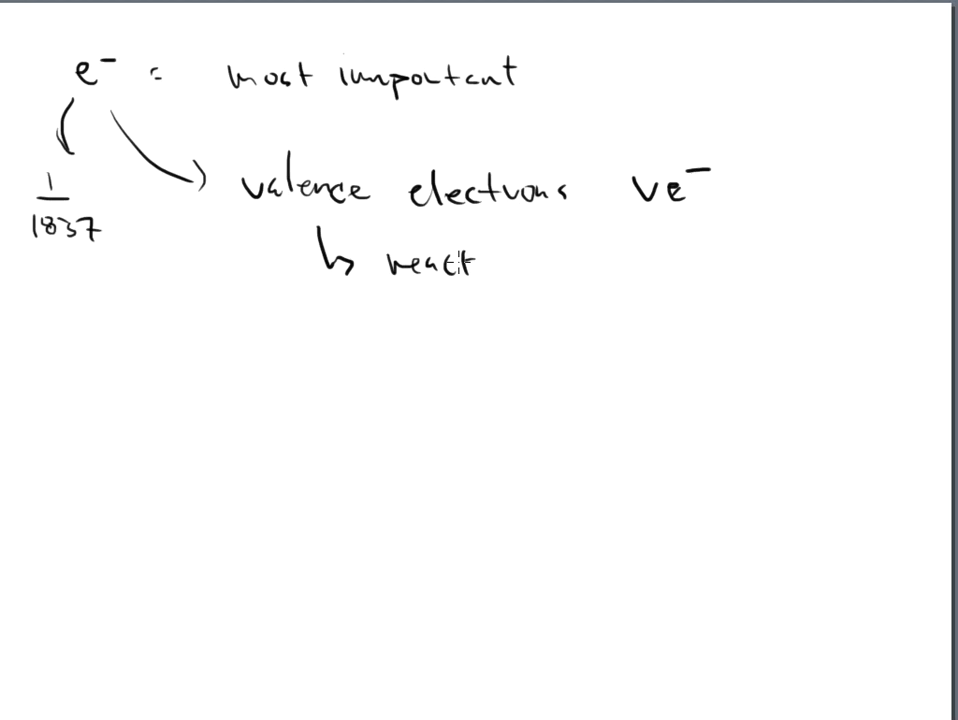 e⁻ = most important
1/1837
valence electrons ve⁻
↳ react